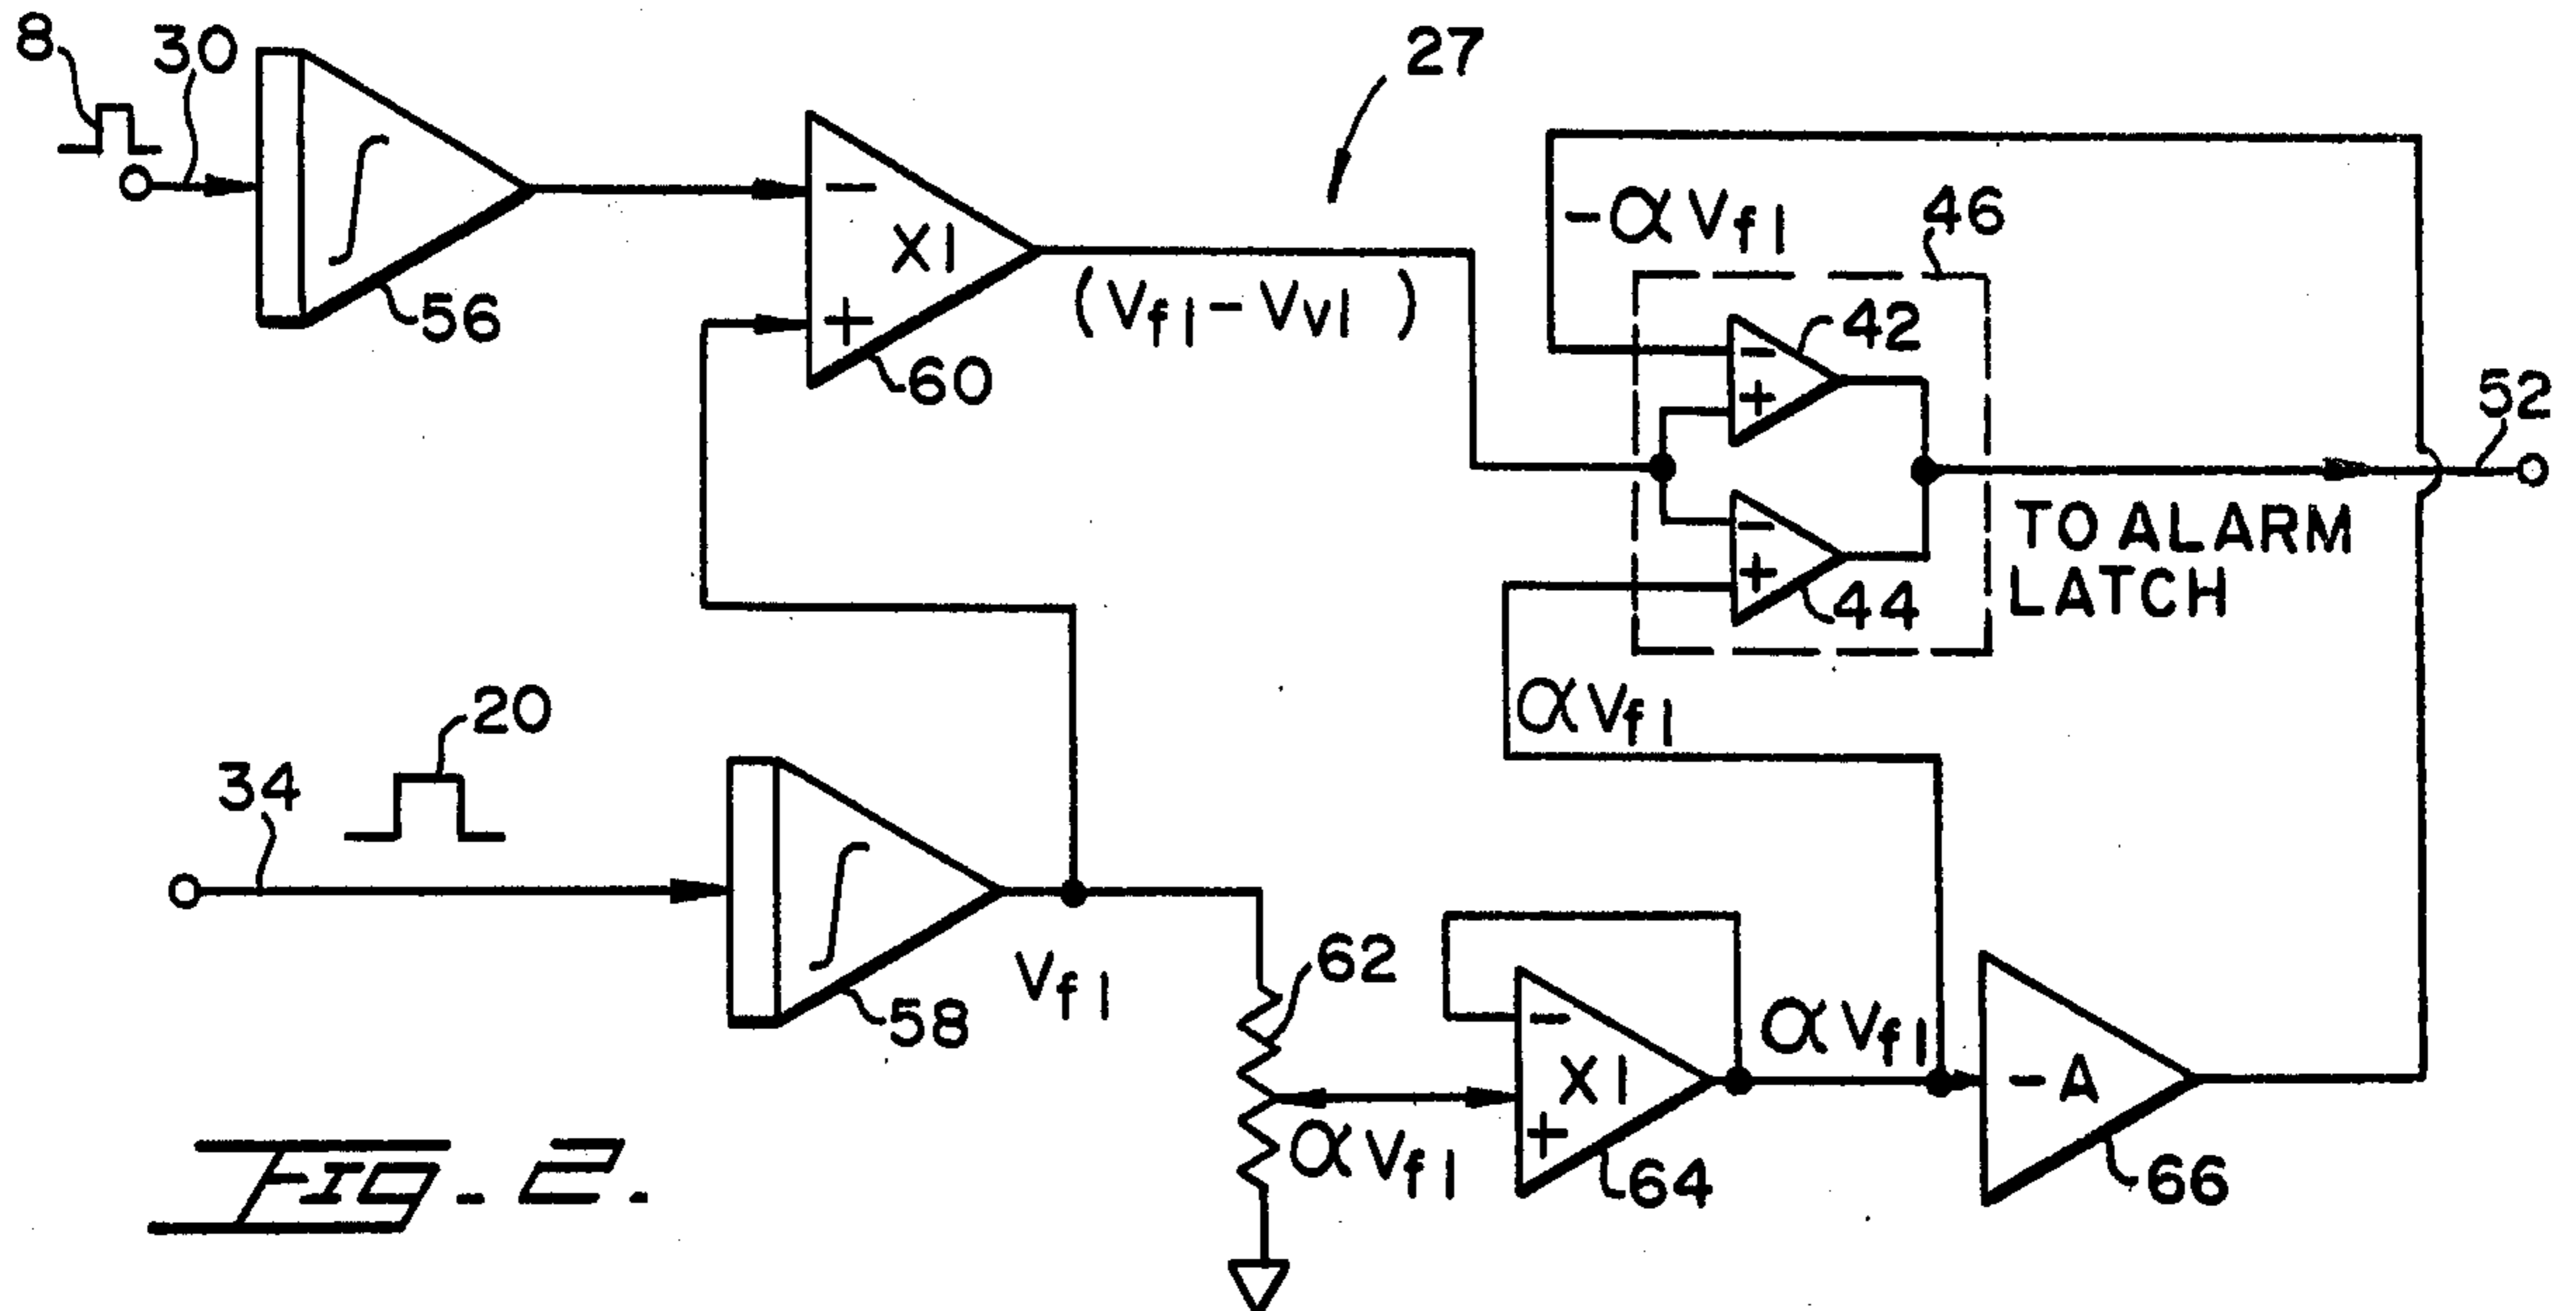 8
30
27
−
X1
+
56
60
(Vf1 − Vv1)
−αVf1
46
−
+
42
52
−
+
44
TO ALARM
LATCH
αVf1
20
34
58
Vf1
62
αVf1
−
X1
+
64
αVf1
−A
66
FIG. 2.